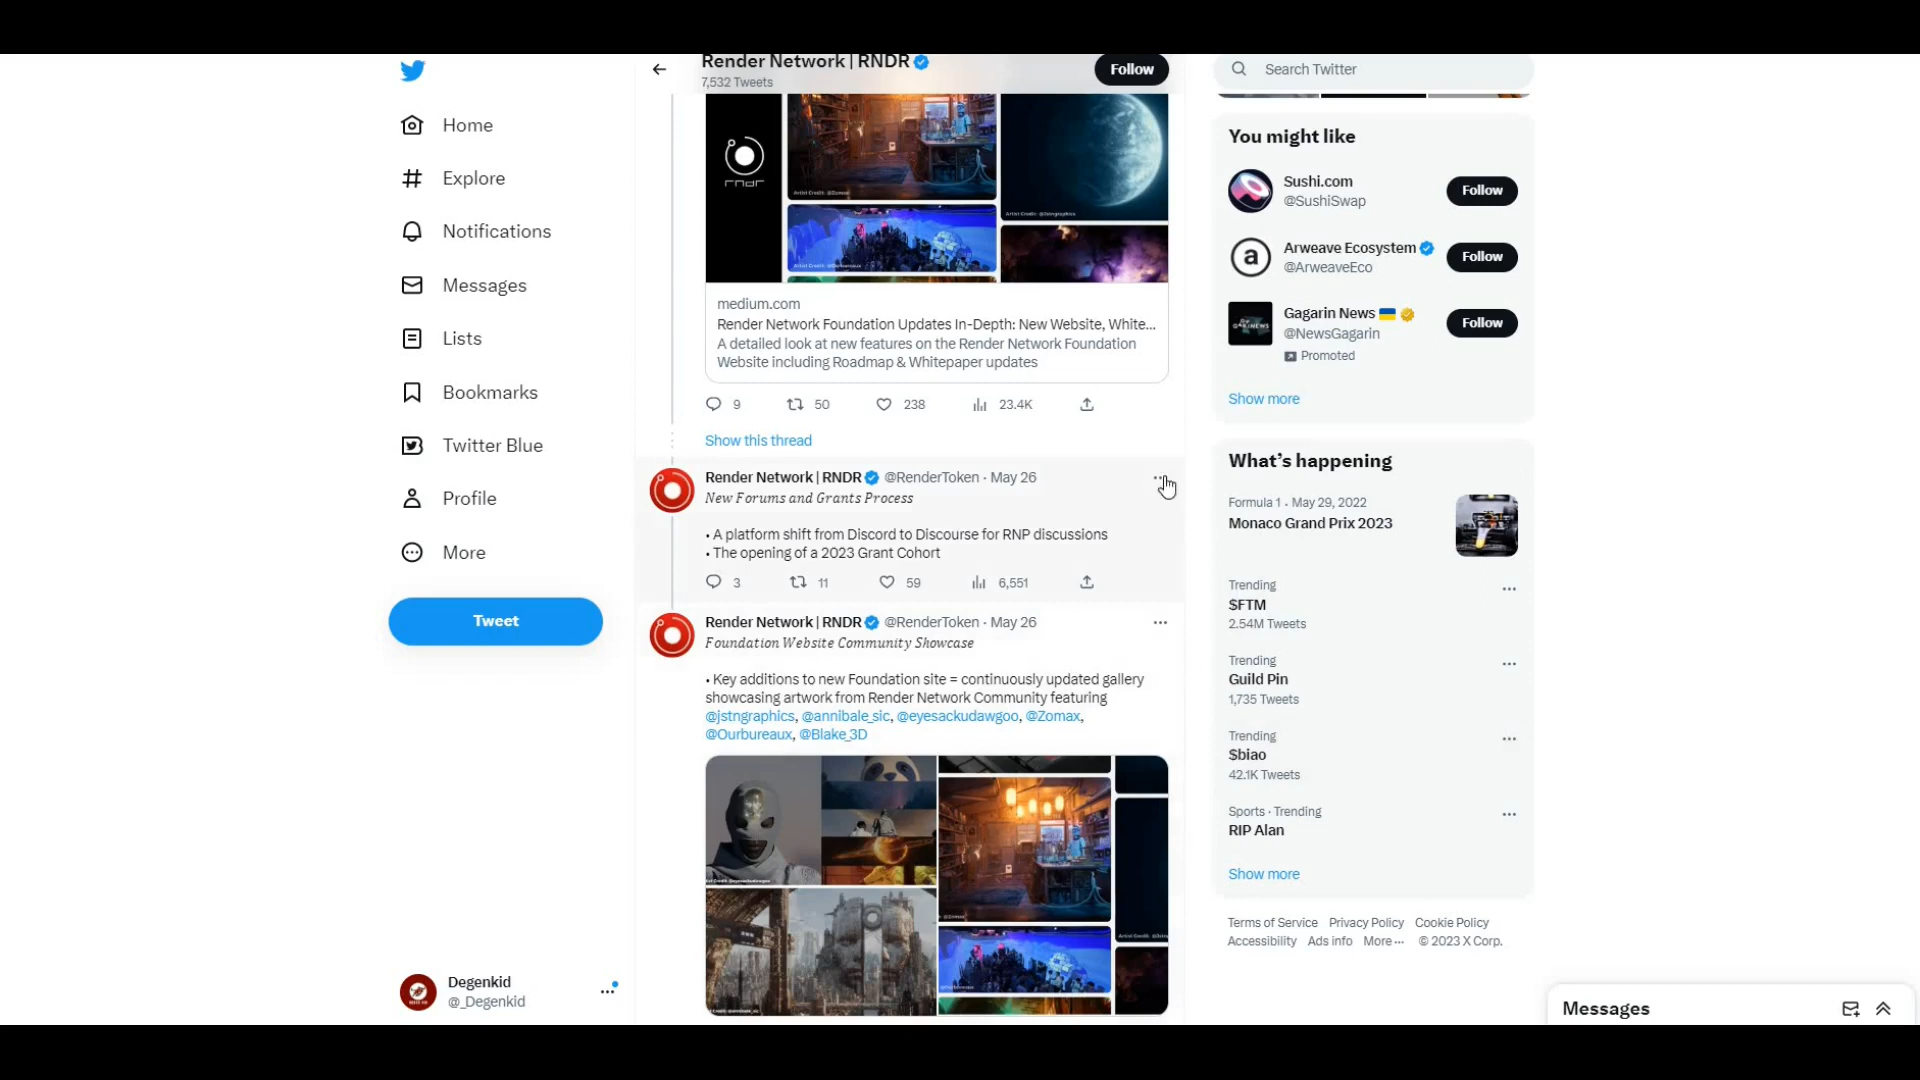 Home
Explore
Notifications
Messages
Lists
Bookmarks
Twitter Blue
Profile
More
Tweet
Degenkid
@_Degenkid
Render Network | RNDR
7,532 Tweets
Follow
rndr
medium.com
Render Network Foundation Updates In-Depth: New Website, White...
A detailed look at new features on the Render Network Foundation
Website including Roadmap & Whitepaper updates
9 50 238 23.4K
Show this thread
Render Network | RNDR @RenderToken · May 26
New Forums and Grants Process
• A platform shift from Discord to Discourse for RNP discussions
• The opening of a 2023 Grant Cohort
3 11 59 6,551
Render Network | RNDR @RenderToken · May 26
Foundation Website Community Showcase
• Key additions to new Foundation site = continuously updated gallery
showcasing artwork from Render Network Community featuring
@jstngraphics, @annibale_sic, @eyesackudawgoo, @Zomax,
@Ourbureaux, @Blake_3D
Search Twitter
You might like
Sushi.com
@SushiSwap
Follow
Arweave Ecosystem
@ArweaveEco
Follow
Gagarin News
@NewsGagarin
Promoted
Follow
Show more
What's happening
Formula 1 · May 29, 2022
Monaco Grand Prix 2023
Trending
$FTM
2.54M Tweets
Trending
Guild Pin
1,735 Tweets
Trending
$biao
42.1K Tweets
Sports · Trending
RIP Alan
Show more
Terms of Service Privacy Policy Cookie Policy
Accessibility Ads info More ··· © 2023 X Corp.
Messages